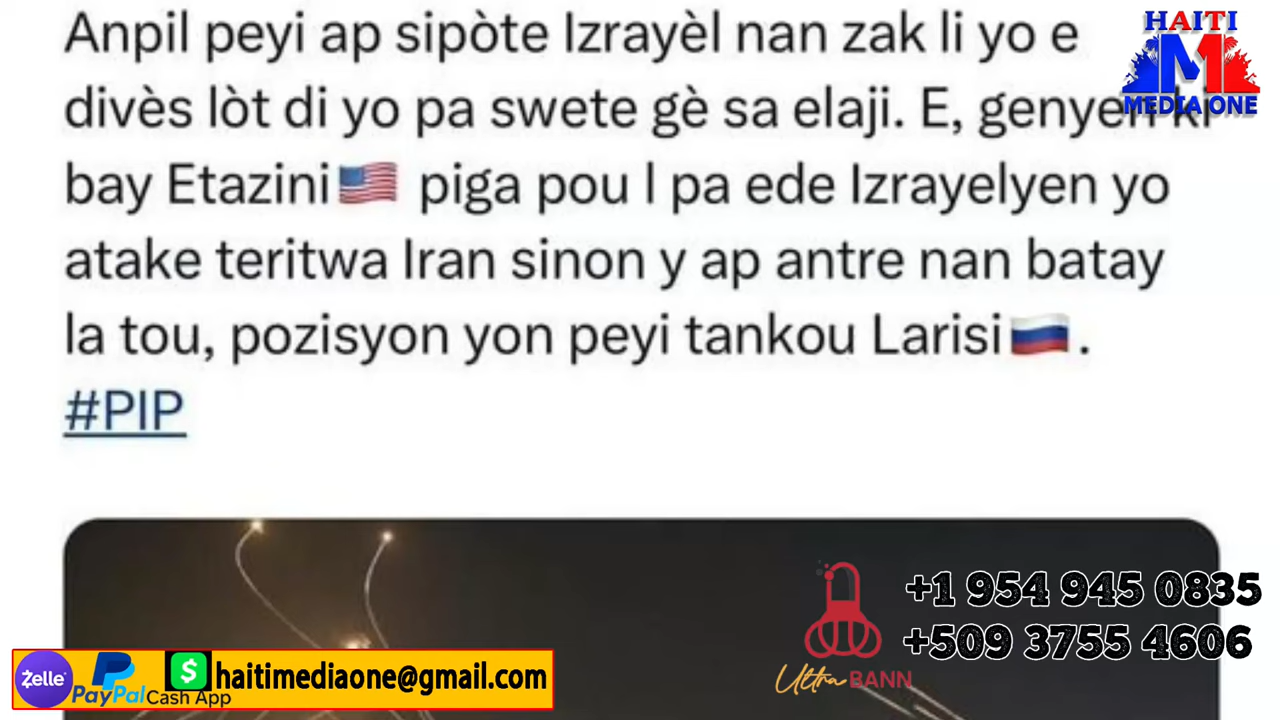 Anpil peyi ap sipòte Izrayèl nan zak li yo e
divès lòt di yo pa swete gè sa elaji. E, genyen ki
bay Etazini🇺🇸 piga pou l pa ede Izrayelyen yo
atake teritwa Iran sinon y ap antre nan batay
la tou, pozisyon yon peyi tankou Larisi🇷🇺.
#PIP
HAITI
M
MEDIA ONE
+1 954 945 0835
+509 3755 4606
Ultra BANN
Zelle
PayPal
$
Cash App
haitimediaone@gmail.com